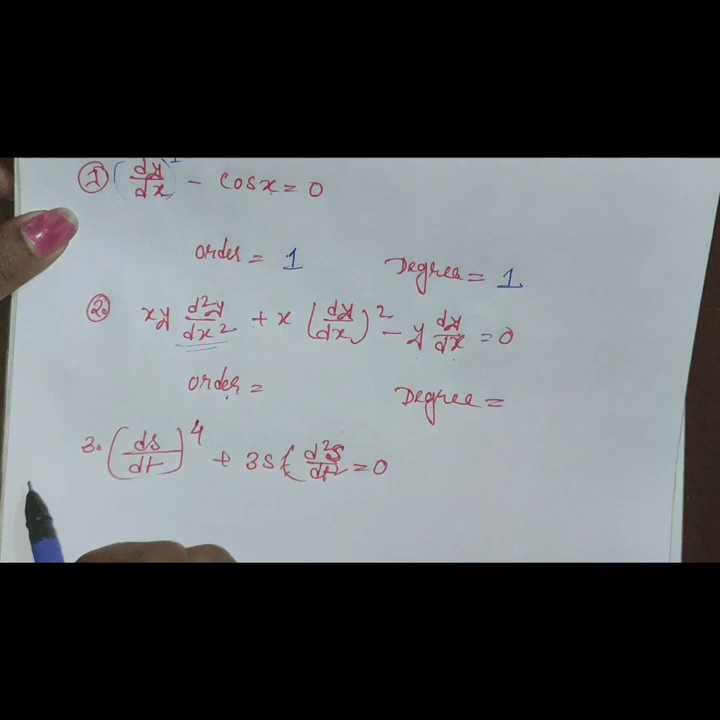 ① (dy/dx)¹ - cosx = 0
order = 1 Degree = 1
②. xy d²y/dx² + x (dy/dx)² - y dy/dx = 0
order = Degree =
3. (ds/dt)⁴ + 3s d²s/dt² = 0